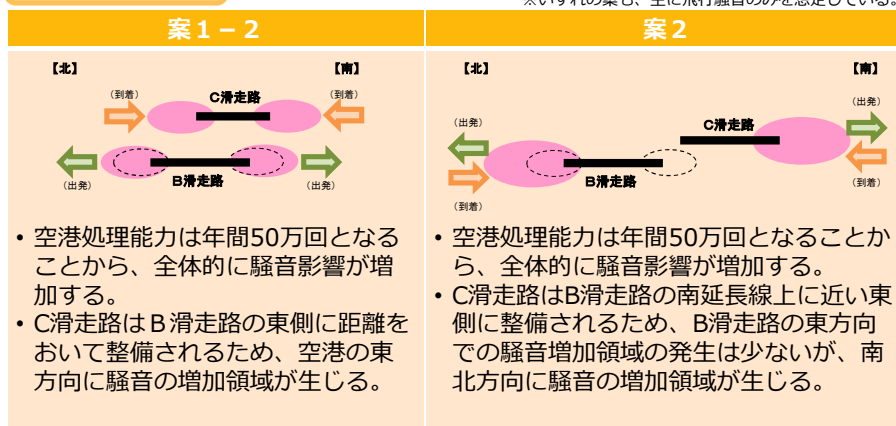 ※いずれの案も、主に飛行騒音のみを想定している。
案１－２
【北】
【南】
（到着）
C滑走路
（到着）
（出発）
B滑走路
（出発）
• 空港処理能力は年間50万回となる
ことから、全体的に騒音影響が増
加する。
• C滑走路はＢ滑走路の東側に距離を
おいて整備されるため、空港の東
方向に騒音の増加領域が生じる。
案２
【北】
【南】
（出発）
（出発）
C滑走路
B滑走路
（到着）
（到着）
• 空港処理能力は年間50万回となることか
ら、全体的に騒音影響が増加する。
• C滑走路はB滑走路の南延長線上に近い東
側に整備されるため、B滑走路の東方向
での騒音増加領域の発生は少ないが、南
北方向に騒音の増加領域が生じる。